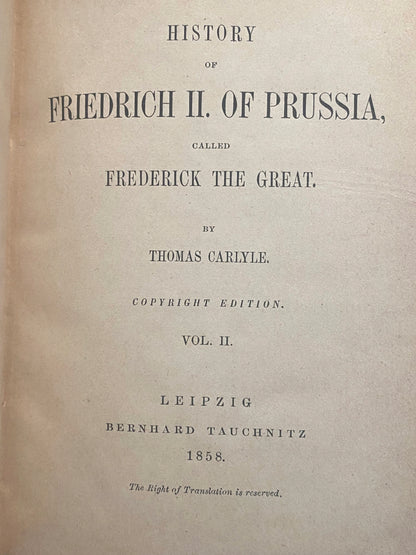 HISTORY
OF
FRIEDRICH II. OF PRUSSIA,
CALLED
FREDERICK THE GREAT.
BY
THOMAS CARLYLE.
COPYRIGHT EDITION.
VOL. II.
LEIPZIG
BERNHARD TAUCHNITZ
1858.
The Right of Translation is reserved.